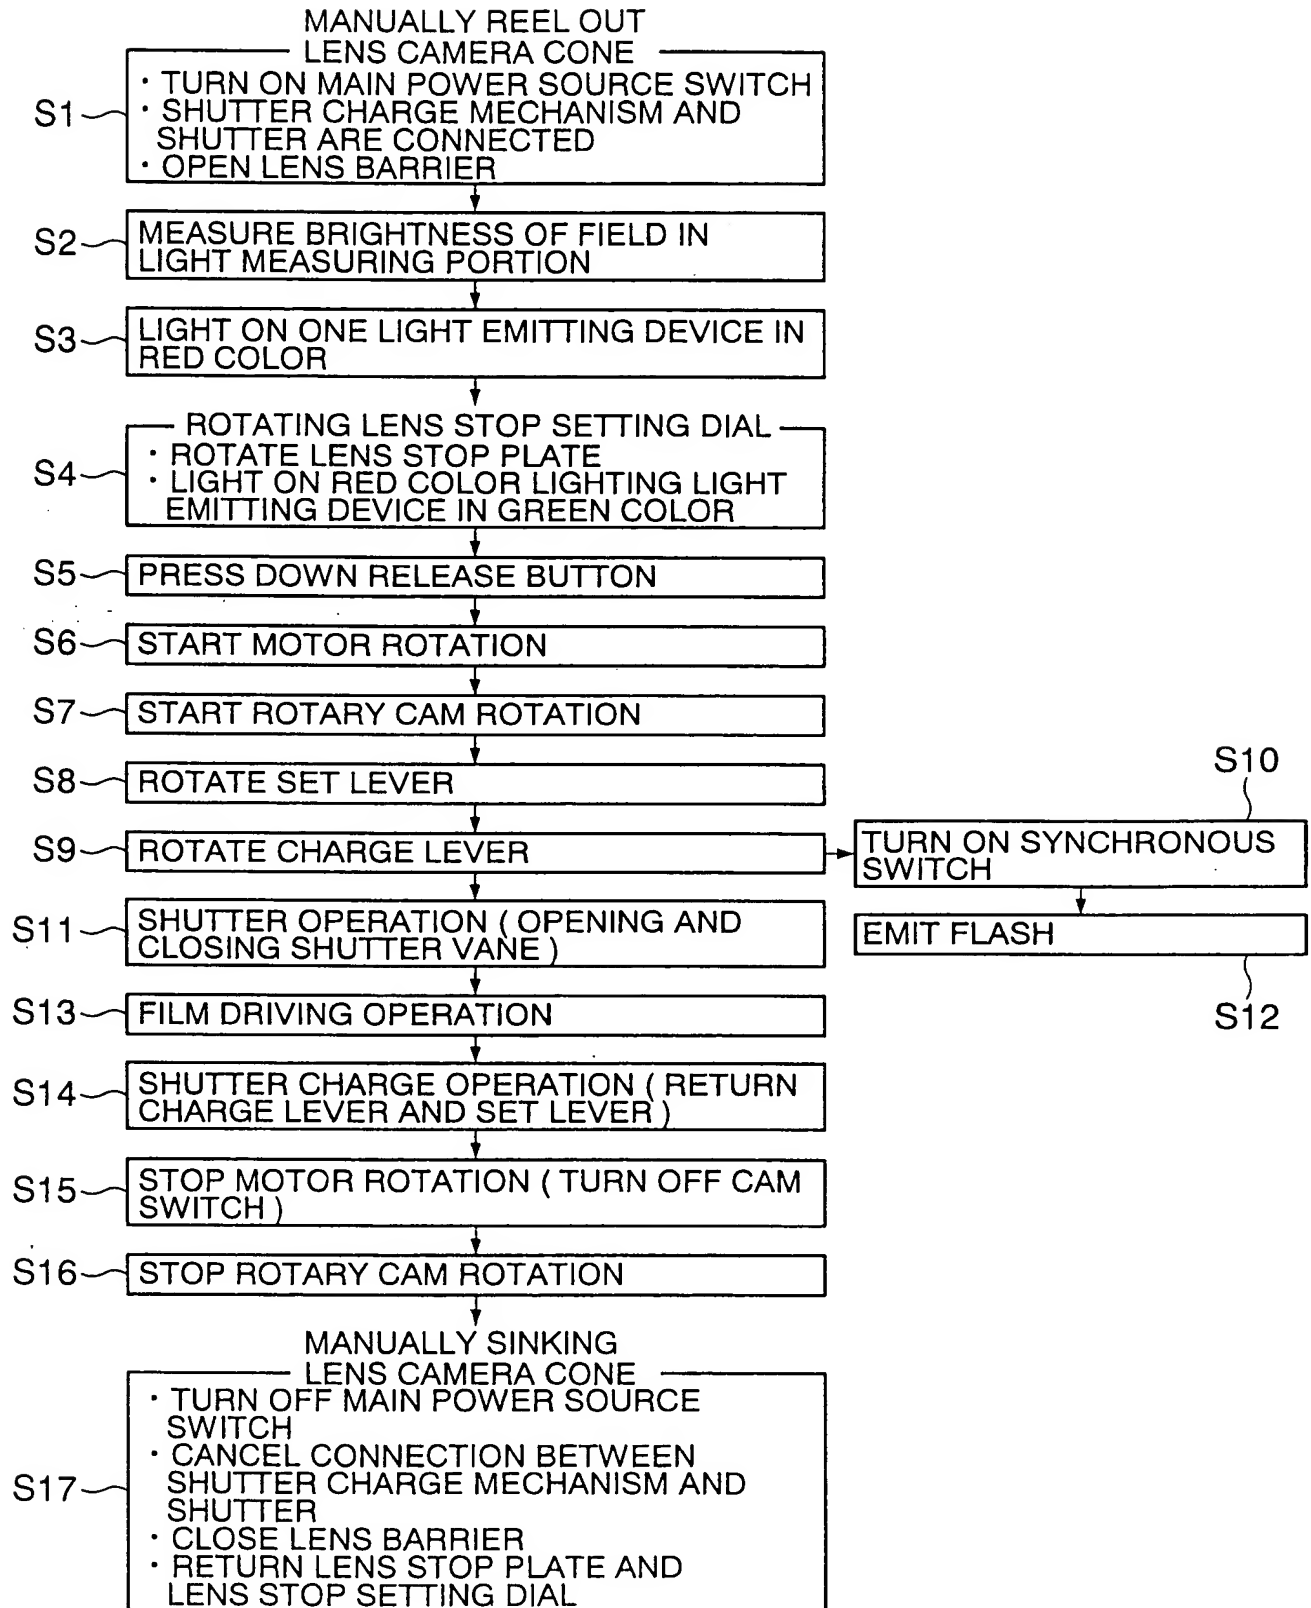 MANUALLY REEL OUT
LENS CAMERA CONE
S1
· TURN ON MAIN POWER SOURCE SWITCH
· SHUTTER CHARGE MECHANISM AND
SHUTTER ARE CONNECTED
· OPEN LENS BARRIER
S2
MEASURE BRIGHTNESS OF FIELD IN
LIGHT MEASURING PORTION
S3
LIGHT ON ONE LIGHT EMITTING DEVICE IN
RED COLOR
ROTATING LENS STOP SETTING DIAL
S4
· ROTATE LENS STOP PLATE
· LIGHT ON RED COLOR LIGHTING LIGHT
EMITTING DEVICE IN GREEN COLOR
S5
PRESS DOWN RELEASE BUTTON
S6
START MOTOR ROTATION
S7
START ROTARY CAM ROTATION
S8
ROTATE SET LEVER
S9
ROTATE CHARGE LEVER
S10
TURN ON SYNCHRONOUS
SWITCH
S11
SHUTTER OPERATION ( OPENING AND
CLOSING SHUTTER VANE )
EMIT FLASH
S12
S13
FILM DRIVING OPERATION
S14
SHUTTER CHARGE OPERATION ( RETURN
CHARGE LEVER AND SET LEVER )
S15
STOP MOTOR ROTATION ( TURN OFF CAM
SWITCH )
S16
STOP ROTARY CAM ROTATION
MANUALLY SINKING
LENS CAMERA CONE
S17
· TURN OFF MAIN POWER SOURCE
SWITCH
· CANCEL CONNECTION BETWEEN
SHUTTER CHARGE MECHANISM AND
SHUTTER
· CLOSE LENS BARRIER
· RETURN LENS STOP PLATE AND
LENS STOP SETTING DIAL